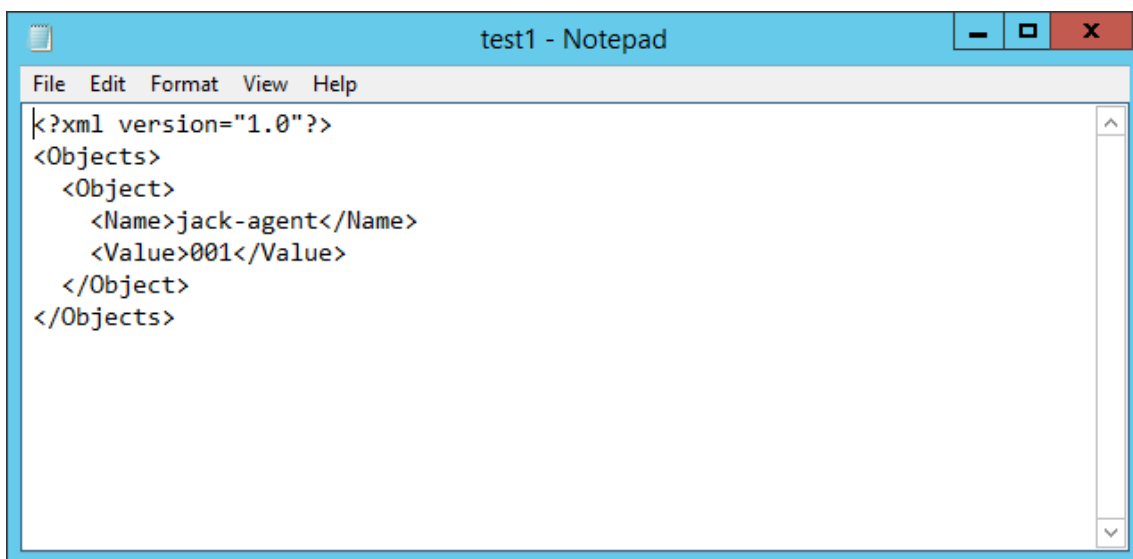 test1 - Notepad
File Edit Format View Help
<?xml version="1.0"?>
<Objects>
  <Object>
    <Name>jack-agent</Name>
    <Value>001</Value>
  </Object>
</Objects>